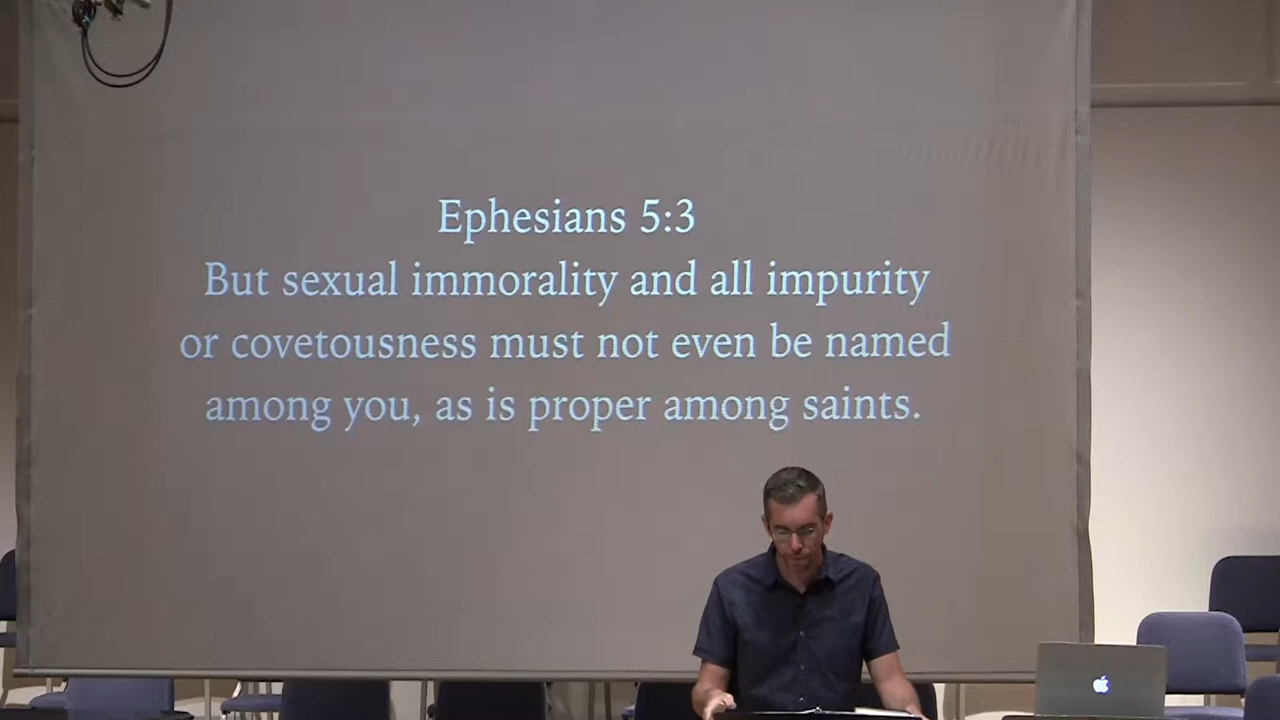 Ephesians 5:3
But sexual immorality and all impurity
or covetousness must not even be named
among you, as is proper among saints.